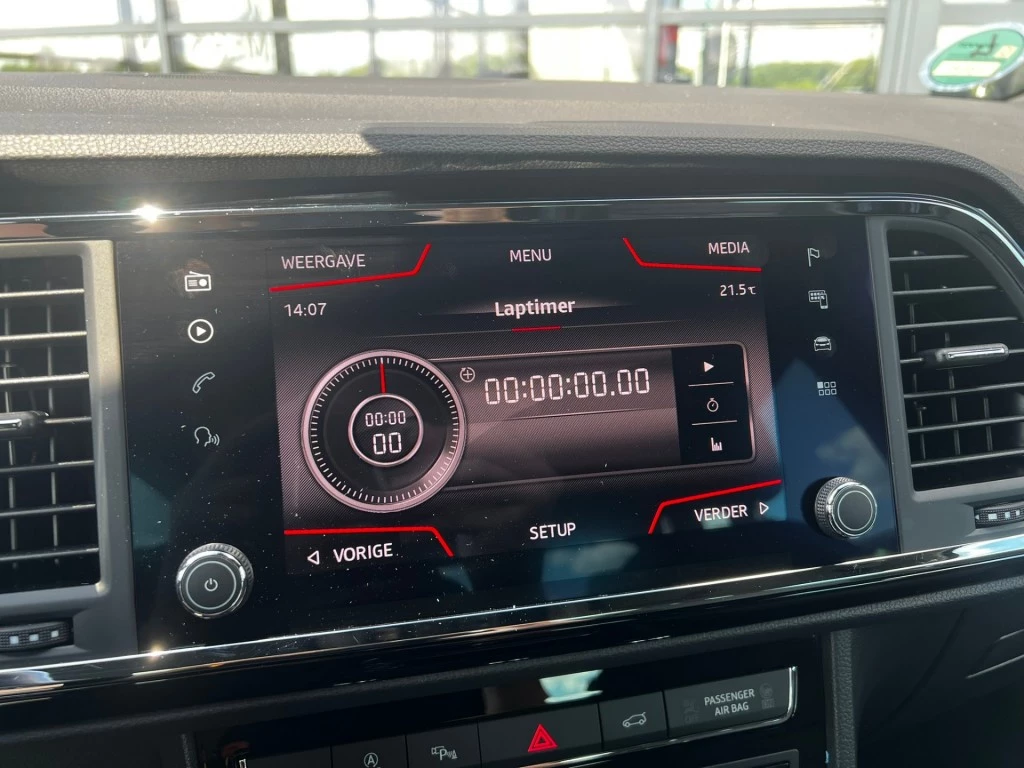 WEERGAVE
MENU
MEDIA
14:07
21.5℃
Laptimer
00:00:00.00
00:00
00
VORIGE
SETUP
VERDER
A
P
PASSENGER
AIR BAG